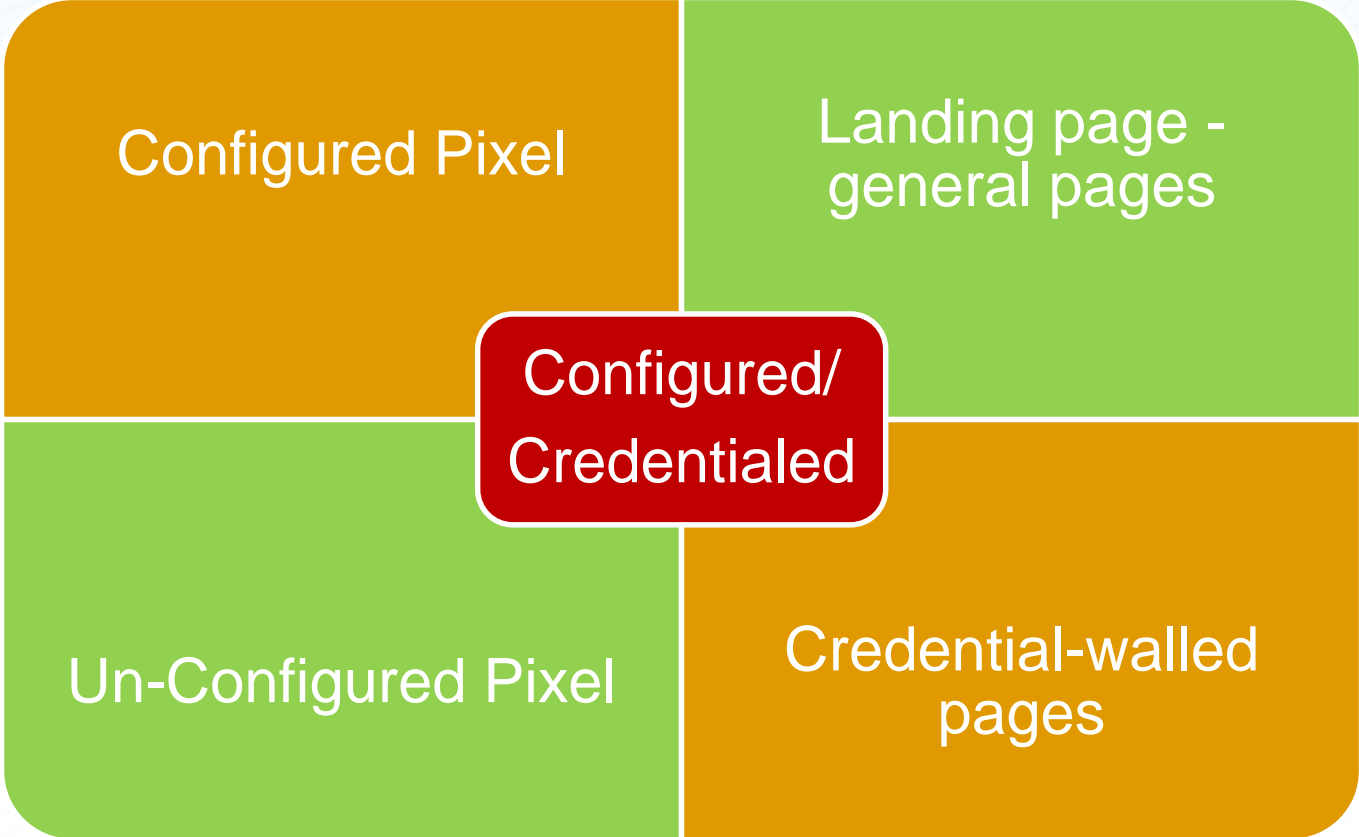 Configured Pixel
Landing page -
general pages
Configured/
Credentialed
Un-Configured Pixel
Credential-walled
pages